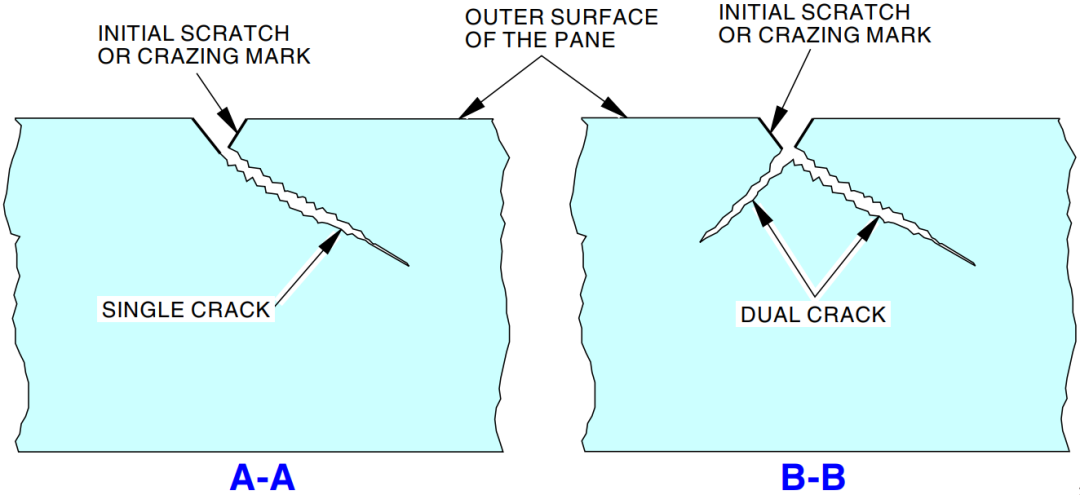 INITIAL SCRATCH
OR CRAZING MARK
OUTER SURFACE
OF THE PANE
INITIAL SCRATCH
OR CRAZING MARK
SINGLE CRACK
DUAL CRACK
A-A
B-B